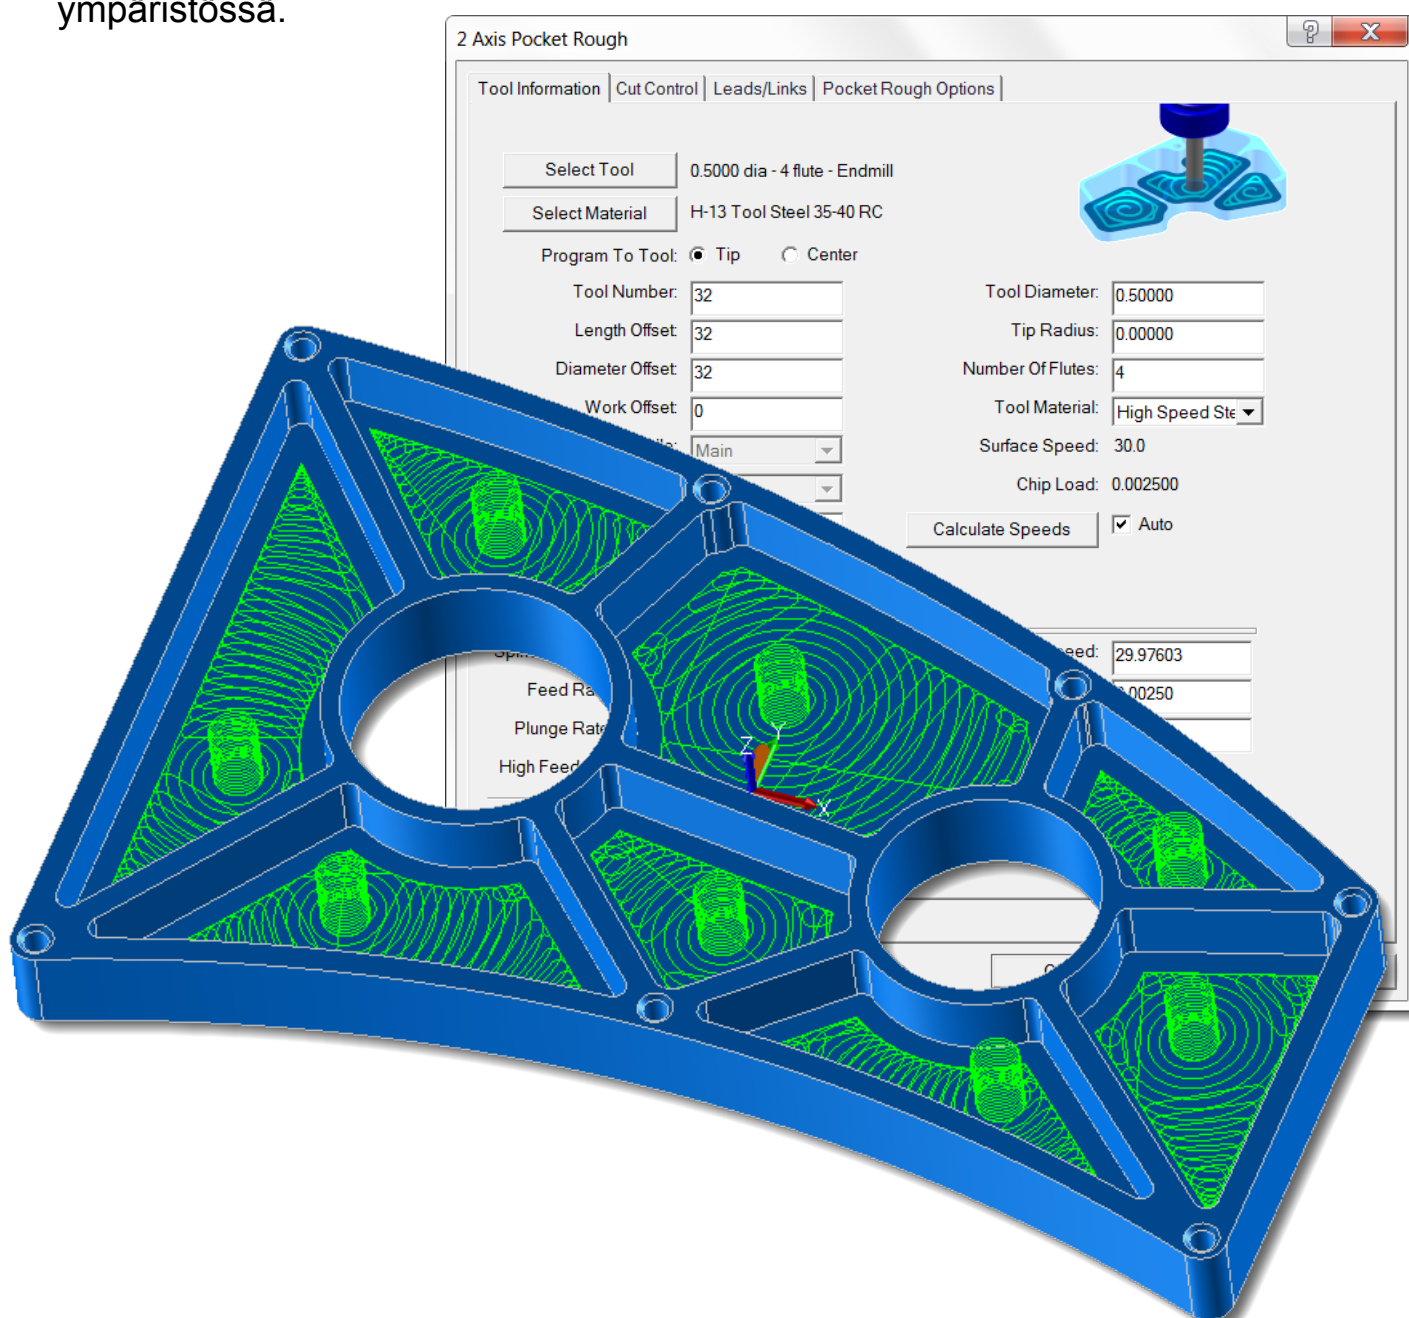 ympäristössä.
2 Axis Pocket Rough
Tool Information Cut Control Leads/Links Pocket Rough Options
Select Tool 0.5000 dia - 4 flute - Endmill
Select Material H-13 Tool Steel 35-40 RC
Program To Tool: Tip Center
Tool Number: 32 Tool Diameter: 0.50000
Length Offset: 32 Tip Radius: 0.00000
Diameter Offset: 32 Number Of Flutes: 4
Work Offset: 0 Tool Material: High Speed Ste
Main Surface Speed: 30.0
Chip Load: 0.002500
Calculate Speeds Auto
29.97603
Feed 0.00250
Plunge Rate
High Feed
Z Y X